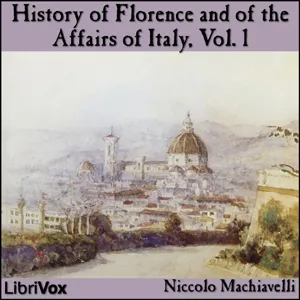 History of Florence and of the
Affairs of Italy, Vol. 1
LibriVox
Niccolo Machiavelli